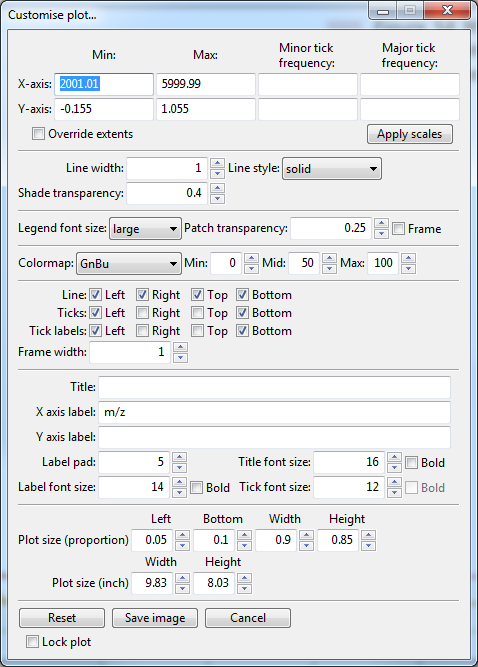 Customise plot...
Min: Max: Minor tick frequency: Major tick frequency:
X-axis: 2001.01 5999.99
Y-axis: -0.155 1.055
Override extents Apply scales
Line width: 1 Line style: solid
Shade transparency: 0.4
Legend font size: large Patch transparency: 0.25 Frame
Colormap: GnBu Min: 0 Mid: 50 Max: 100
Line: Left Right Top Bottom
Ticks: Left Right Top Bottom
Tick labels: Left Right Top Bottom
Frame width: 1
Title:
X axis label: m/z
Y axis label:
Label pad: 5 Title font size: 16 Bold
Label font size: 14 Bold Tick font size: 12 Bold
Left Bottom Width Height
Plot size (proportion) 0.05 0.1 0.9 0.85
Width Height
Plot size (inch) 9.83 8.03
Reset Save image Cancel
Lock plot